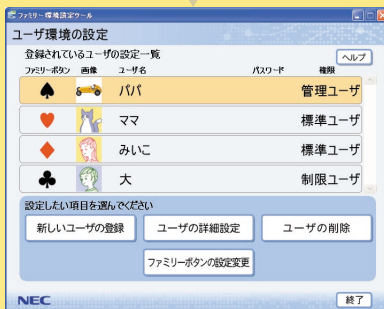 ファミリー環境設定ツール
ユーザ環境の設定
登録されているユーザの設定一覧
ヘルプ
ファミリーボタン 画像 ユーザ名 パスワード 権限
パパ 管理ユーザ
ママ 標準ユーザ
みいこ 標準ユーザ
大 制限ユーザ
設定したい項目を選んでください
新しいユーザの登録 ユーザの詳細設定 ユーザの削除
ファミリーボタンの設定変更
NEC 終了